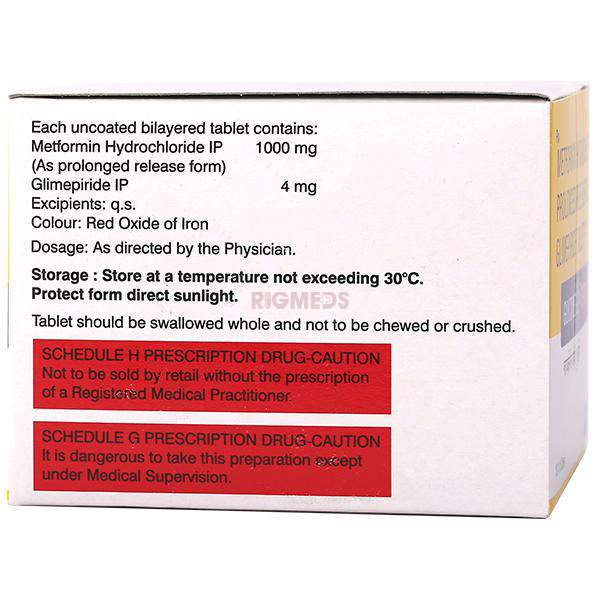 Each uncoated bilayered tablet contains:
Metformin Hydrochloride IP 1000 mg
(As prolonged release form)
Glimepiride IP 4 mg
Excipients: q.s.
Colour: Red Oxide of Iron
Dosage: As directed by the Physician.
Storage : Store at a temperature not exceeding 30°C.
Protect form direct sunlight.
RIGMEDS
Tablet should be swallowed whole and not to be chewed or crushed.
SCHEDULE H PRESCRIPTION DRUG-CAUTION
Not to be sold by retail without the prescription
of a Registered Medical Practitioner.
SCHEDULE G PRESCRIPTION DRUG-CAUTION
It is dangerous to take this preparation except
under Medical Supervision.